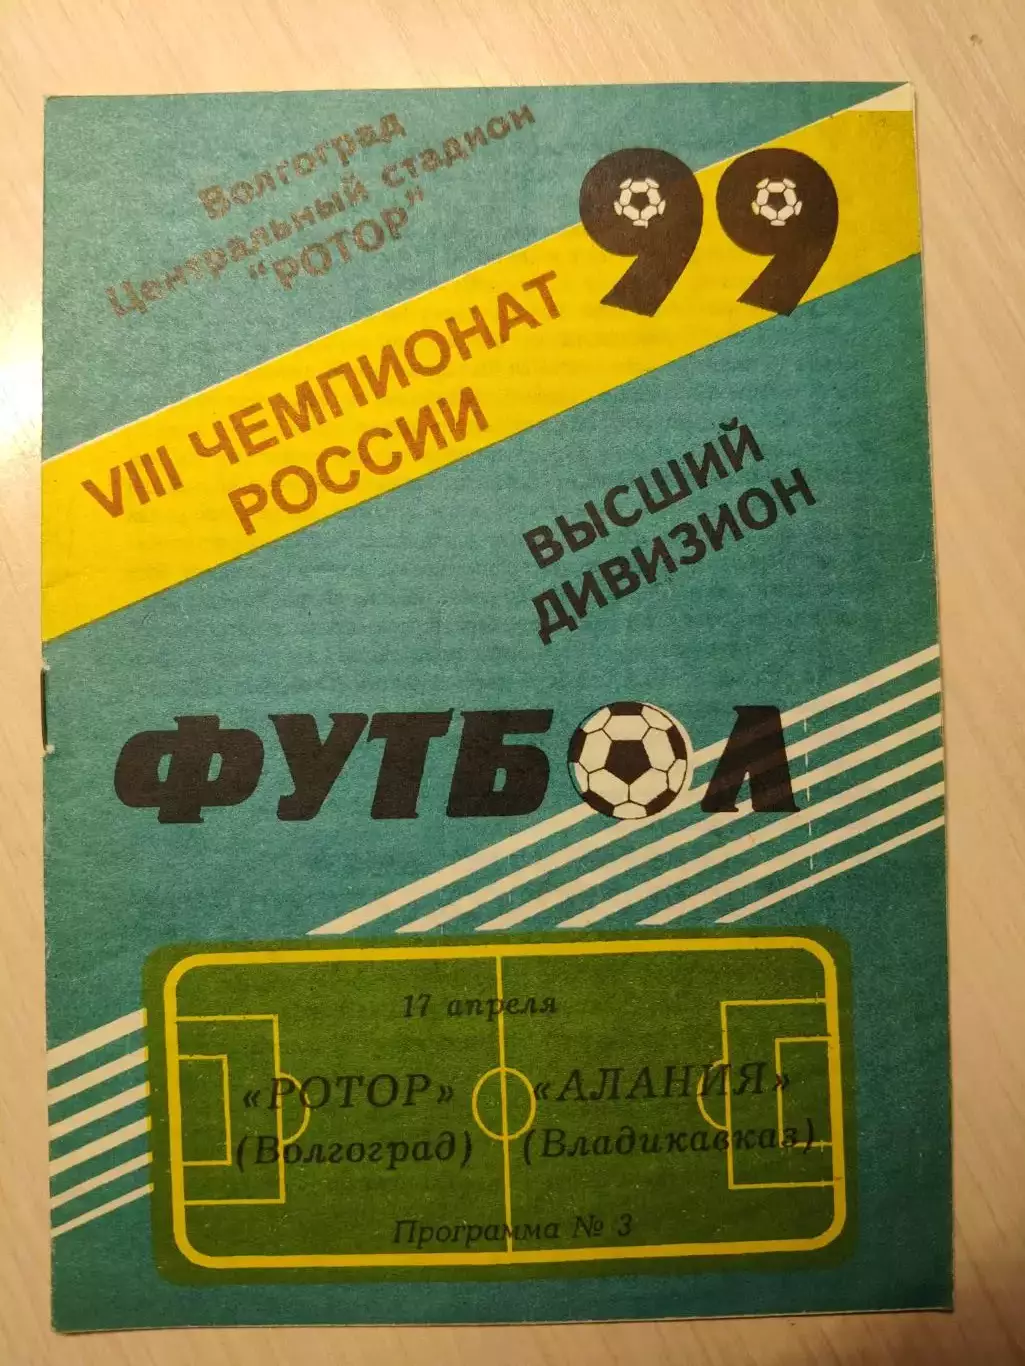 Волгоград
Центральный стадион
"РОТОР"
99
VIII ЧЕМПИОНАТ
РОССИИ
ВЫСШИЙ
ДИВИЗИОН
ФУТБОЛ
17 апреля
«РОТОР» «АЛАНИЯ»
(Волгоград) (Владикавказ)
Программа № 3